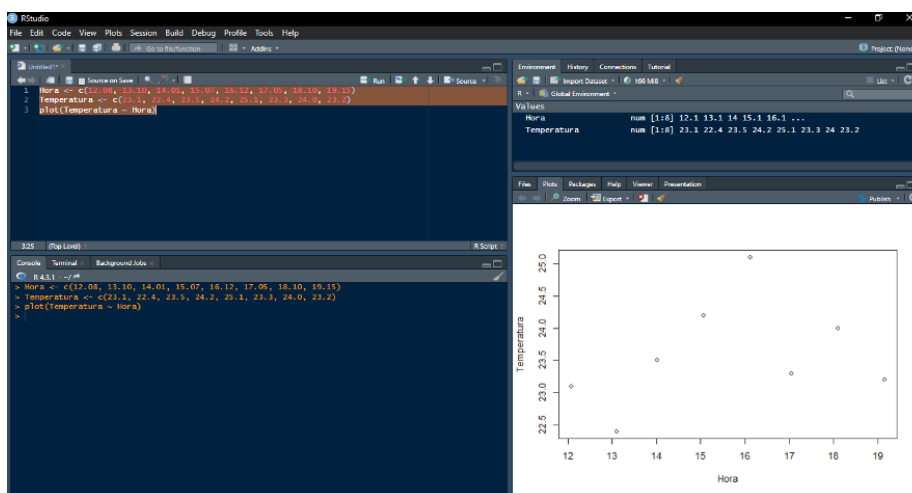 RStudio
File Edit Code View Plots Session Build Debug Profile Tools Help
Go to file/function Addins Project: (None
Untitled1*
Source on Save Run Source
1 Hora <- c(12.08, 13.10, 14.01, 15.07, 16.12, 17.05, 18.10, 19.15)
2 Temperatura <- c(23.1, 22.4, 23.5, 24.2, 25.1, 23.3, 24.0, 23.2)
3 plot(Temperatura ~ Hora)
3:25 (Top Level) R Script
Console Terminal Background Jobs
R 4.3.1 · ~/
> Hora <- c(12.08, 13.10, 14.01, 15.07, 16.12, 17.05, 18.10, 19.15)
> Temperatura <- c(23.1, 22.4, 23.5, 24.2, 25.1, 23.3, 24.0, 23.2)
> plot(Temperatura ~ Hora)
>
Environment History Connections Tutorial
Import Dataset 166 MiB List
R Global Environment
Values
Hora num [1:8] 12.1 13.1 14 15.1 16.1 ...
Temperatura num [1:8] 23.1 22.4 23.5 24.2 25.1 23.3 24 23.2
Files Plots Packages Help Viewer Presentation
Zoom Export Publish
25.0
24.5
24.0
23.5
23.0
22.5
Temperatura
12 13 14 15 16 17 18 19
Hora